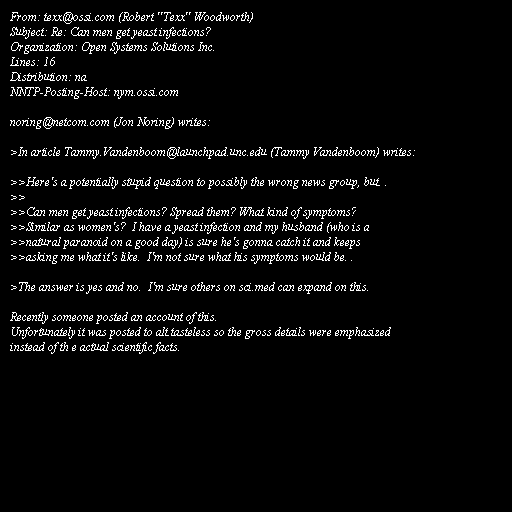 From: texx@ossi.com (Robert "Texx" Woodworth)
Subject: Re: Can men get yeast infections?
Organization: Open Systems Solutions Inc.
Lines: 16
Distribution: na
NNTP-Posting-Host: nym.ossi.com

noring@netcom.com (Jon Noring) writes:

>In article Tammy.Vandenboom@launchpad.unc.edu (Tammy Vandenboom) writes:

>>Here's a potentially stupid question to possibly the wrong news group, but. .
>>
>>Can men get yeast infections? Spread them? What kind of symptoms?
>>Similar as women's?  I have a yeast infection and my husband (who is a
>>natural paranoid on a good day) is sure he's gonna catch it and keeps
>>asking me what it's like.  I'm not sure what his symptoms would be. .

>The answer is yes and no.  I'm sure others on sci.med can expand on this.

Recently someone posted an account of this.
Unfortunately it was posted to alt.tasteless so the gross details were emphasized
instead of th e actual scientific facts.